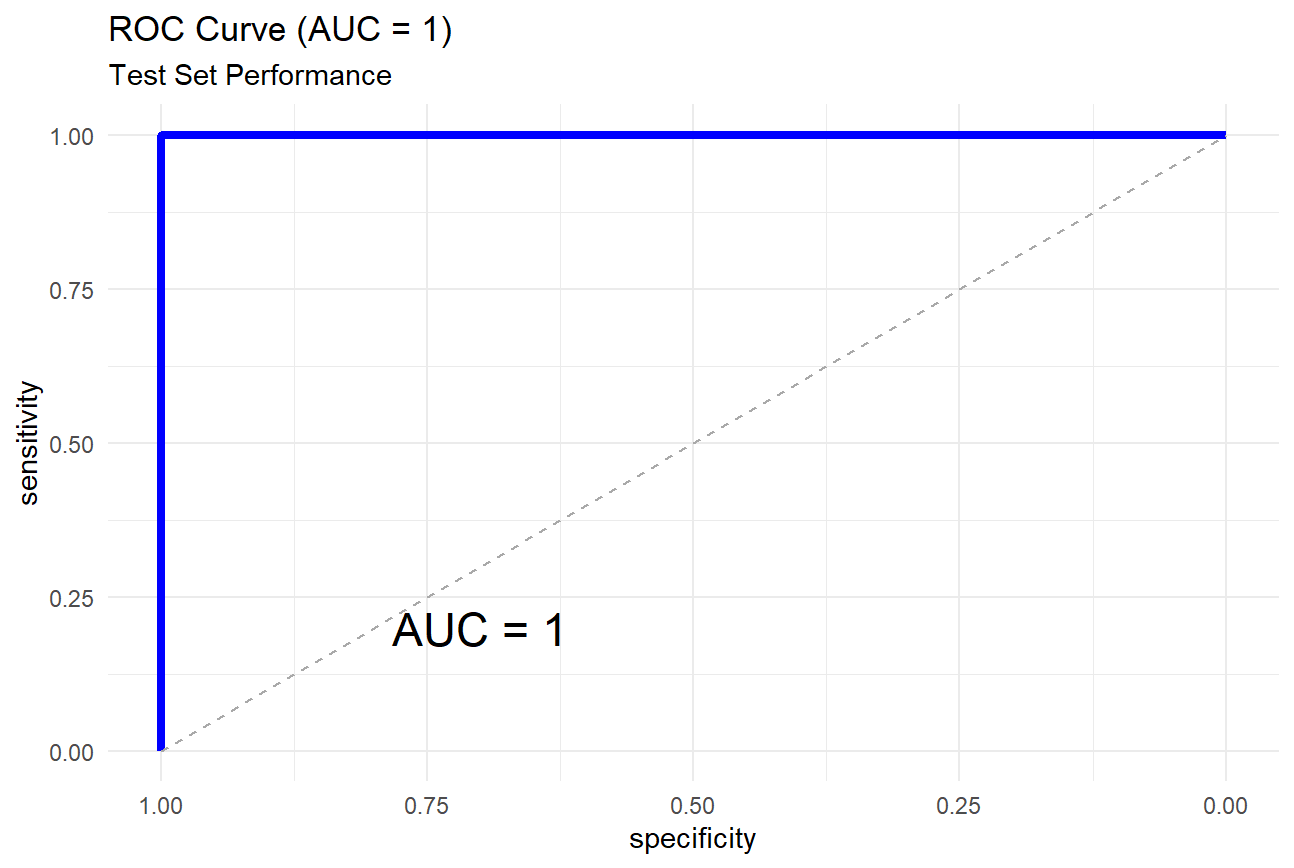 ROC Curve (AUC = 1)
Test Set Performance
1.00
0.75
0.50
0.25
0.00
sensitivity
AUC = 1
1.00
0.75
0.50
0.25
0.00
specificity